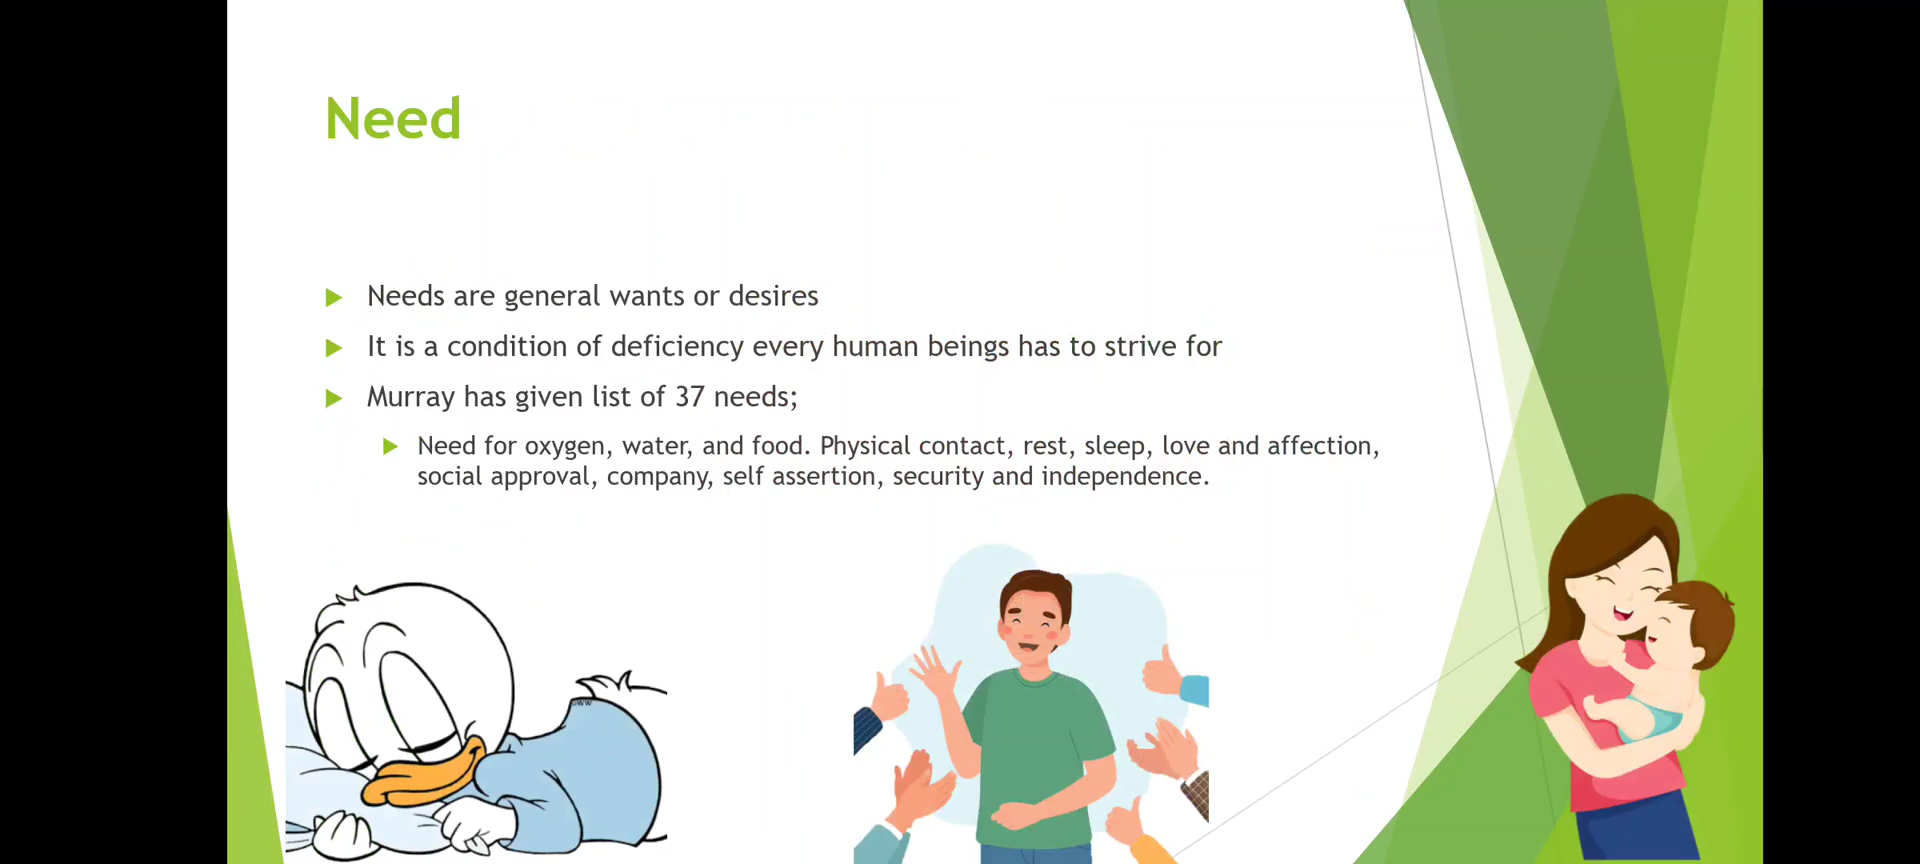 Need
Needs are general wants or desires
It is a condition of deficiency every human beings has to strive for
Murray has given list of 37 needs;
Need for oxygen, water, and food. Physical contact, rest, sleep, love and affection,
social approval, company, self assertion, security and independence.